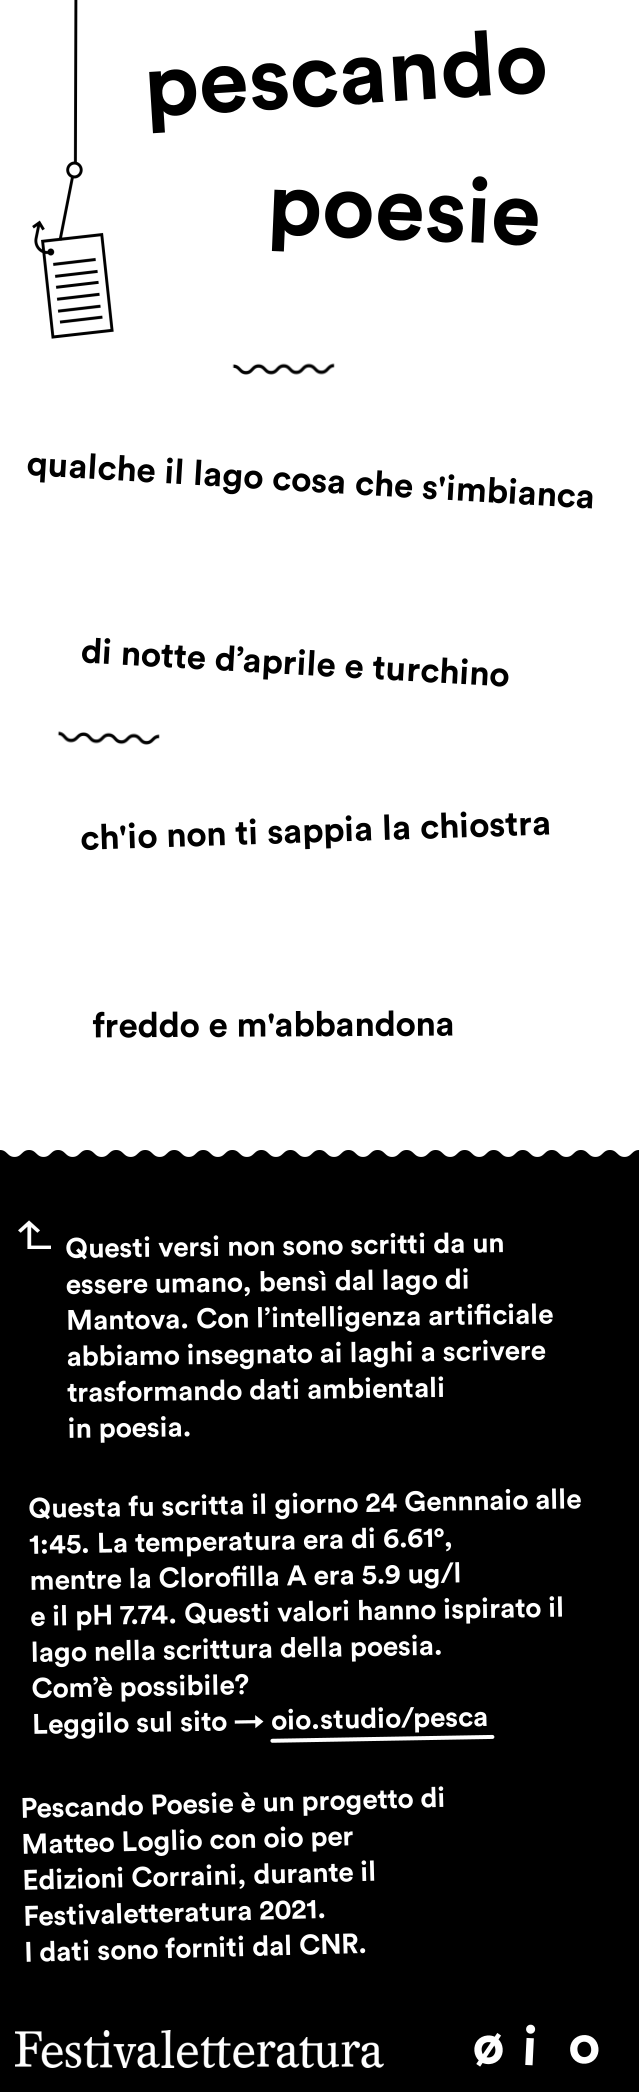 pescando
poesie
qualche il lago cosa che s'imbianca
di notte d’aprile e turchino
ch'io non ti sappia la chiostra
freddo e m'abbandona
Questi versi non sono scritti da un
essere umano, bensì dal lago di
Mantova. Con l’intelligenza artificiale
abbiamo insegnato ai laghi a scrivere
trasformando dati ambientali
in poesia.
Questa fu scritta il giorno 24 Gennnaio alle
1:45. La temperatura era di 6.61°,
mentre la Clorofilla A era 5.9 ug/l
e il pH 7.74. Questi valori hanno ispirato il
lago nella scrittura della poesia.
Com’è possibile?
Leggilo sul sito → oio.studio/pesca
Pescando Poesie è un progetto di
Matteo Loglio con oio per
Edizioni Corraini, durante il
Festivaletteratura 2021.
I dati sono forniti dal CNR.
Festivaletteratura ø i o